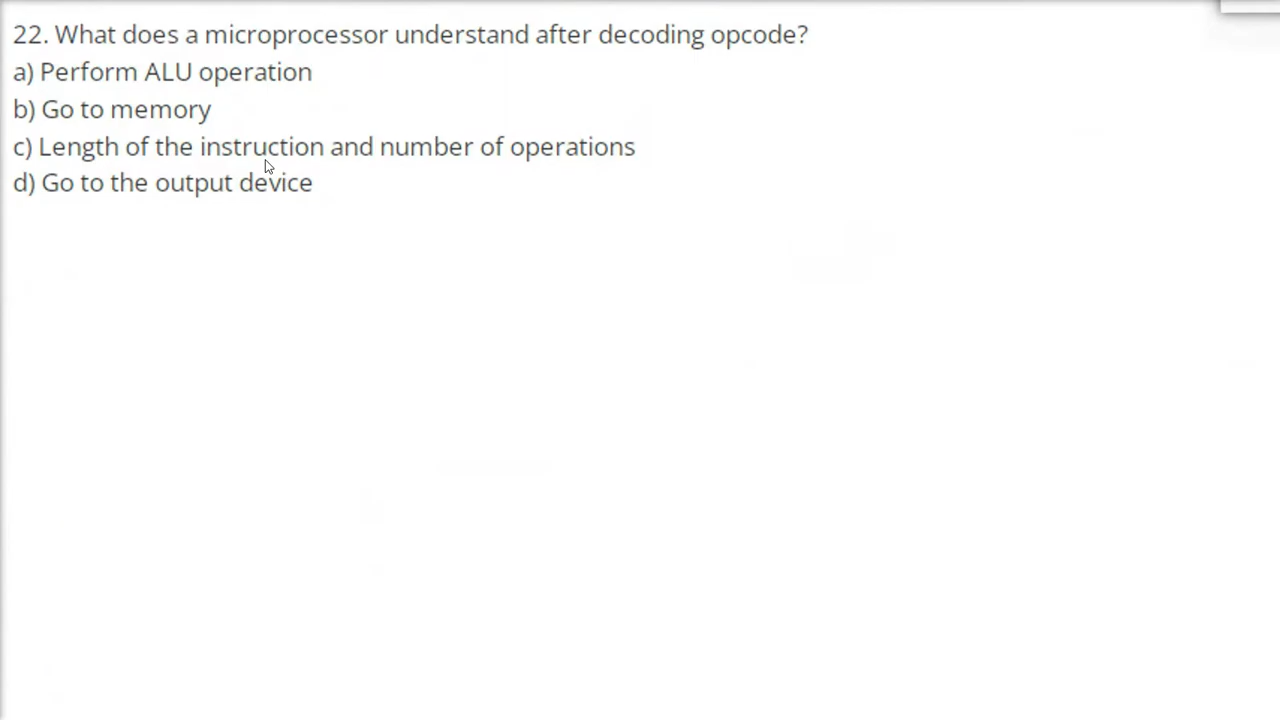 22. What does a microprocessor understand after decoding opcode?
a) Perform ALU operation
b) Go to memory
c) Length of the instruction and number of operations
d) Go to the output device